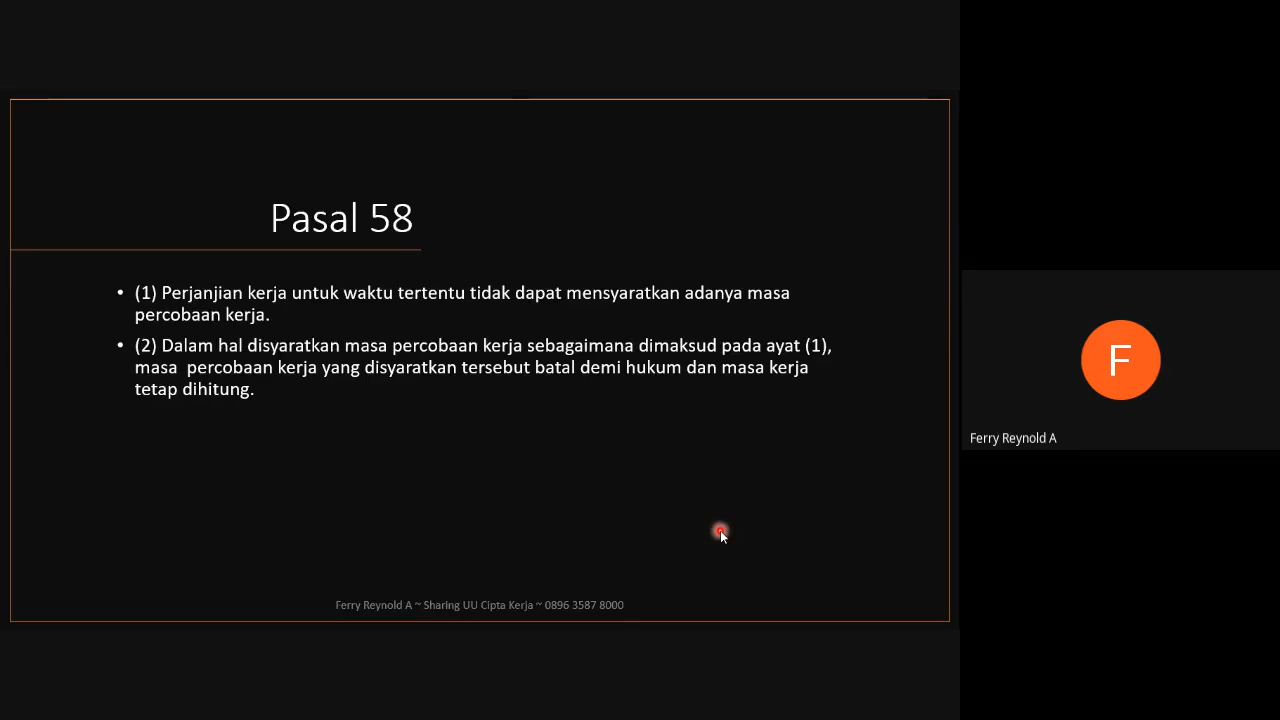 Pasal 58
• (1) Perjanjian kerja untuk waktu tertentu tidak dapat mensyaratkan adanya masa
percobaan kerja.
• (2) Dalam hal disyaratkan masa percobaan kerja sebagaimana dimaksud pada ayat (1),
masa  percobaan kerja yang disyaratkan tersebut batal demi hukum dan masa kerja
tetap dihitung.
Ferry Reynold A ~ Sharing UU Cipta Kerja ~ 0896 3587 8000
F
Ferry Reynold A